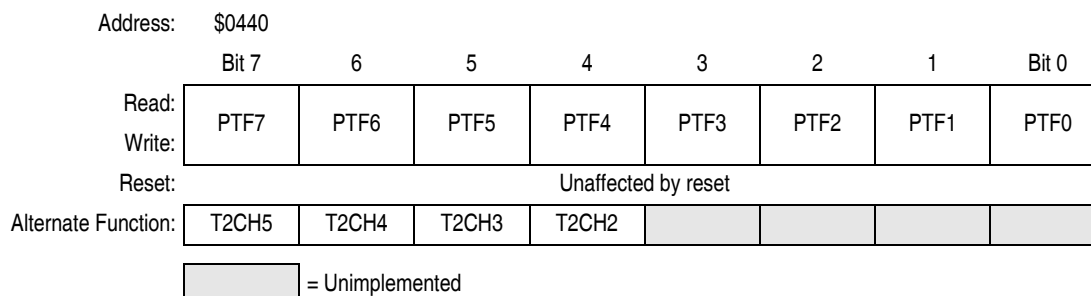 Address: $0440
Bit 7 6 5 4 3 2 1 Bit 0
Read:
PTF7 PTF6 PTF5 PTF4 PTF3 PTF2 PTF1 PTF0
Write:
Reset: Unaffected by reset
Alternate Function: T2CH5 T2CH4 T2CH3 T2CH2
= Unimplemented